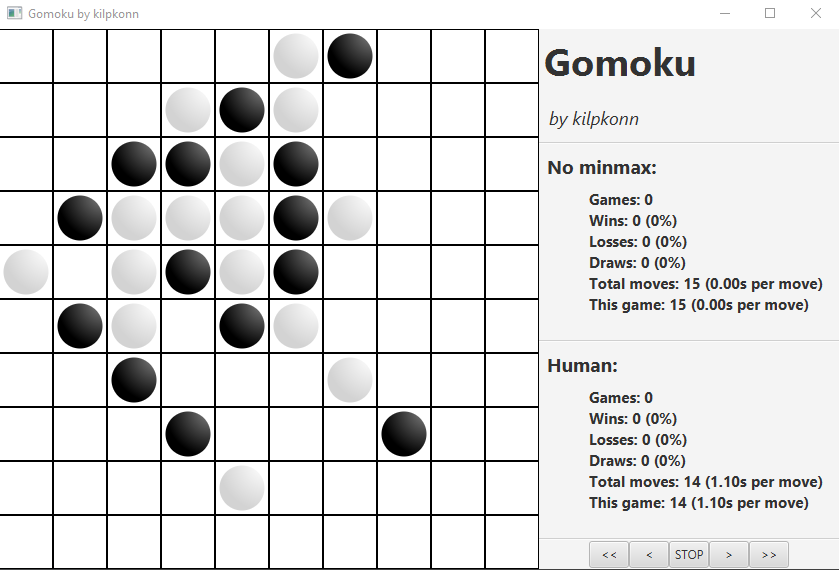 Gomoku by kilpkonn
Gomoku
by kilpkonn
No minmax:
Games: 0
Wins: 0 (0%)
Losses: 0 (0%)
Draws: 0 (0%)
Total moves: 15 (0.00s per move)
This game: 15 (0.00s per move)
Human:
Games: 0
Wins: 0 (0%)
Losses: 0 (0%)
Draws: 0 (0%)
Total moves: 14 (1.10s per move)
This game: 14 (1.10s per move)
<< < STOP > >>